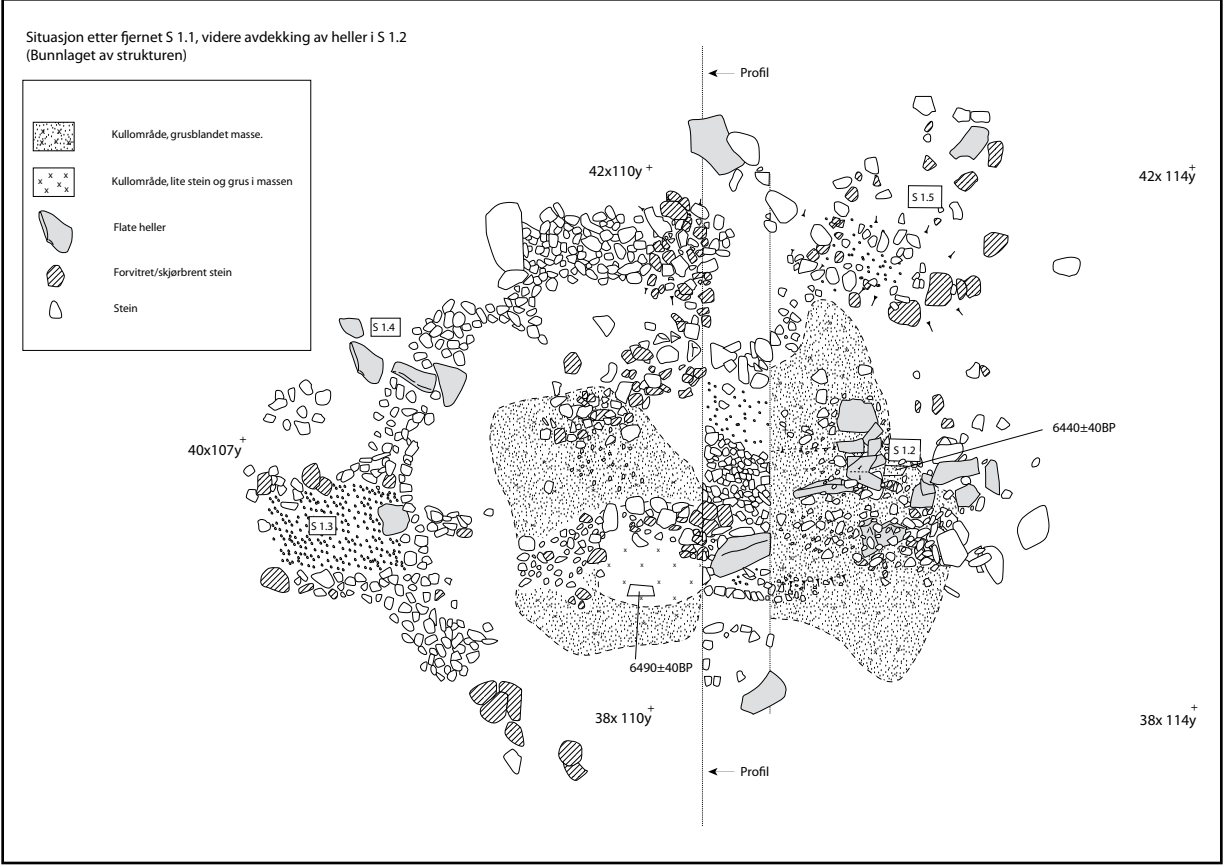 Situasjon etter fjernet S 1.1, videre avdekking av heller i S 1.2
(Bunnlaget av strukturen)
Kullområde, grusblandet masse.
Kullområde, lite stein og grus i massen
Flate heller
Forvitret/skjørbrent stein
Stein
Profil
42x110y
42x 114y
S 1.5
S 1.4
40x107y
6440±40BP
S 1.2
S 1.3
6490±40BP
38x 110y
38x 114y
Profil